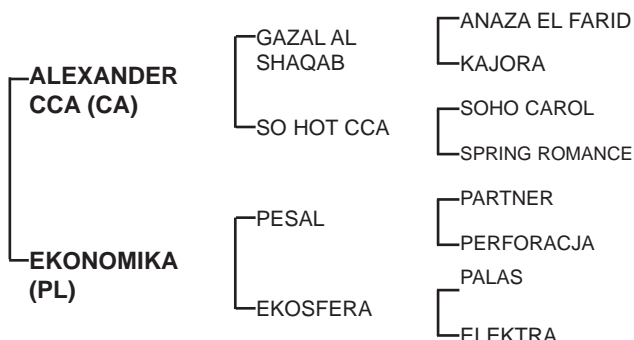 ANAZA EL FARID
GAZAL AL
SHAQAB
KAJORA
ALEXANDER
CCA (CA)
SOHO CAROL
SO HOT CCA
SPRING ROMANCE
PARTNER
PESAL
PERFORACJA
EKONOMIKA
(PL)
PALAS
EKOSFERA
ELEKTRA